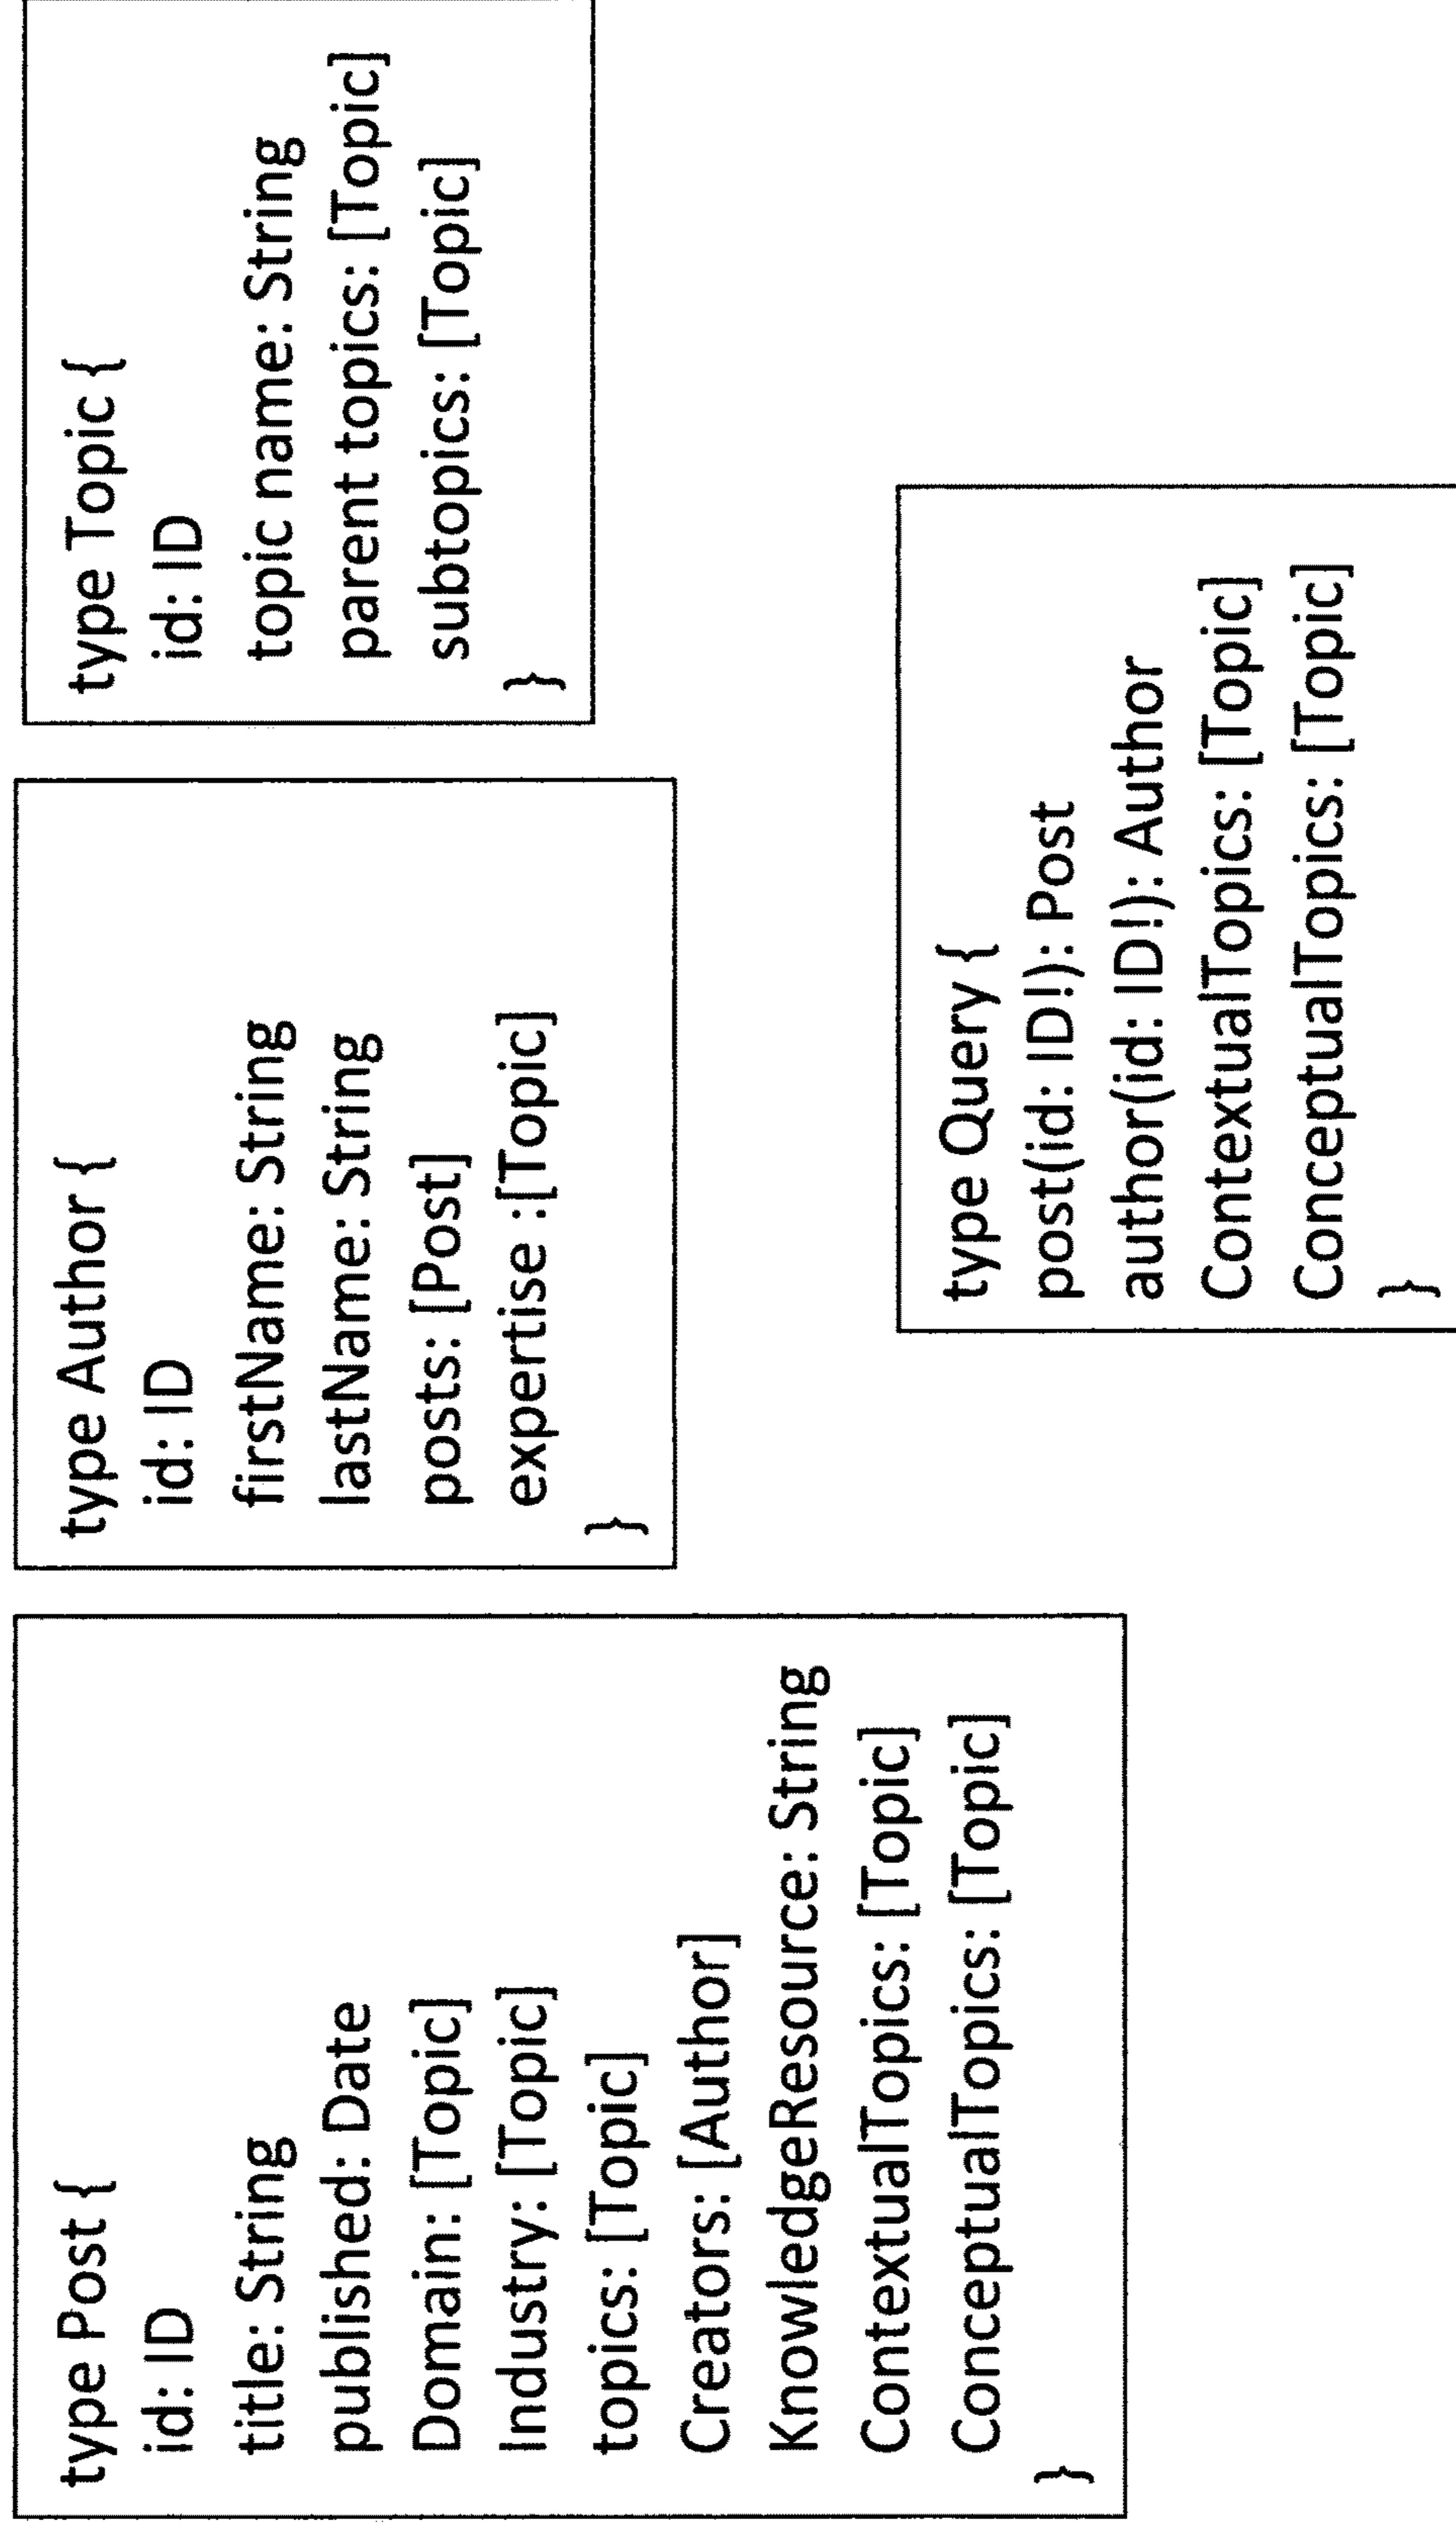 type Post {
id: ID
title: String
published: Date
Domain: [Topic]
Industry: [Topic]
topics: [Topic]
Creators: [Author]
KnowledgeResource: String
ContextualTopics: [Topic]
ConceptualTopics: [Topic]
}
type Author {
id: ID
firstName: String
lastName: String
posts: [Post]
expertise :[Topic]
}
type Topic {
id: ID
topic name: String
parent topics: [Topic]
subtopics: [Topic]
}
type Query {
post(id: ID!): Post
author(id: ID!): Author
ContextualTopics: [Topic]
ConceptualTopics: [Topic]
}